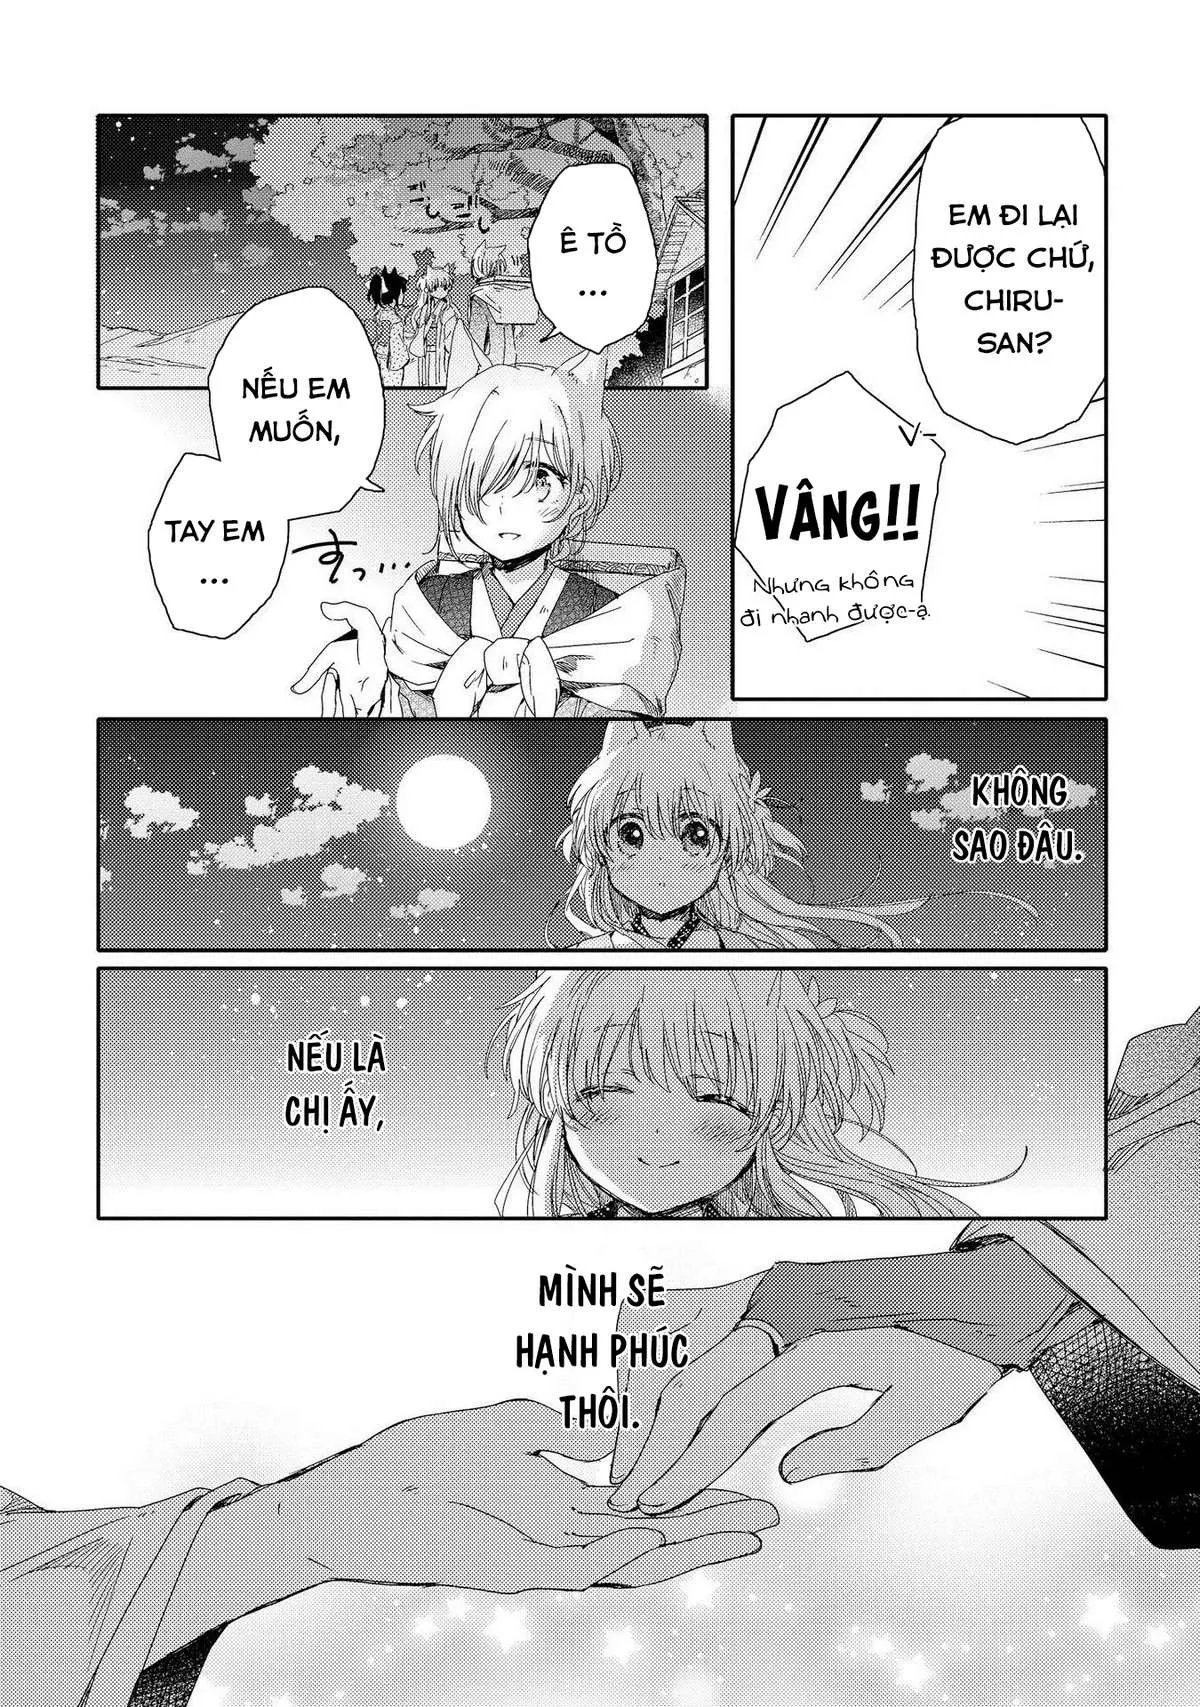 EM ĐI LẠI
ĐƯỢC CHỨ,
CHIRU-
SAN?
VÂNG!!
Nhưng không
đi nhanh được-ạ.
Ê TỒ
...
NẾU EM
MUỐN,
TAY EM
...
すっ...
KHÔNG
SAO ĐÂU.
NẾU LÀ
CHỊ ẤY,
MÌNH SẼ
HẠNH PHÚC
THÔI.